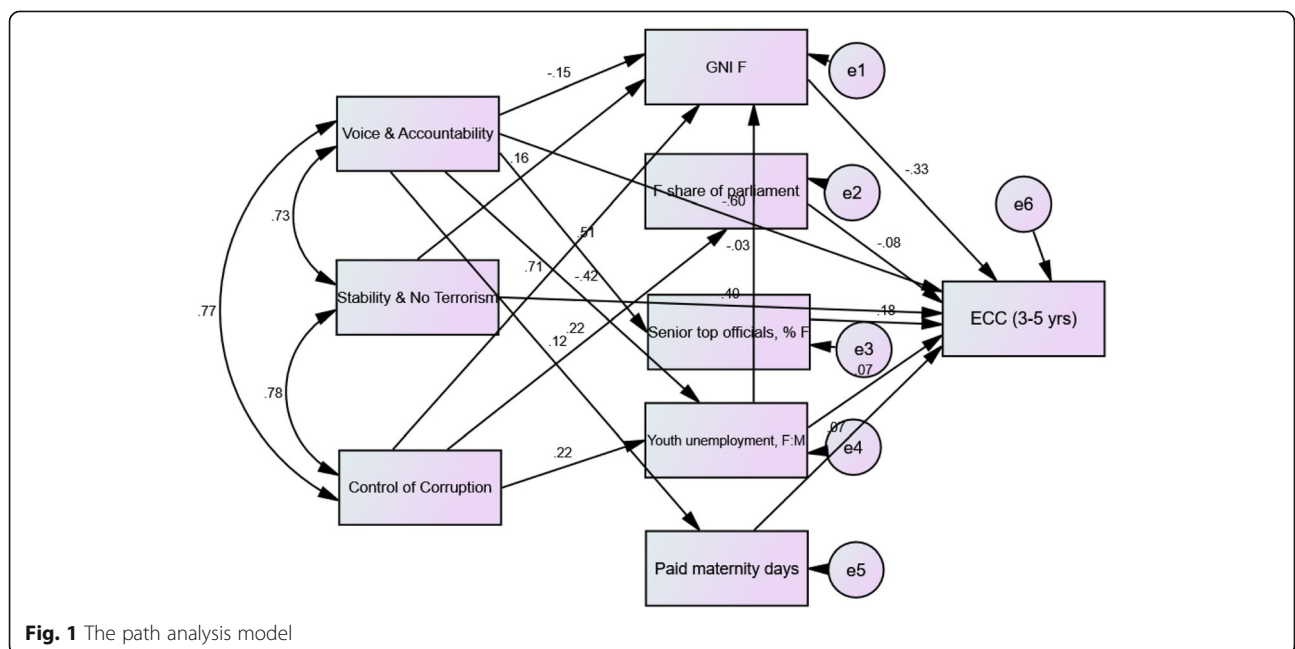 GNI F
e1
-.15
Voice & Accountability
.16
-.33
F share of parliament
e2
-.60
e6
.73
.51
-.03
-.08
.71
-.42
Stability & No Terrorism
.40
.18
ECC (3-5 yrs)
.77
.22
Senior top officials, % F
.12
e3
.07
.78
.07
Youth unemployment, F:M
e4
.22
Control of Corruption
Paid maternity days
e5
Fig. 1 The path analysis model